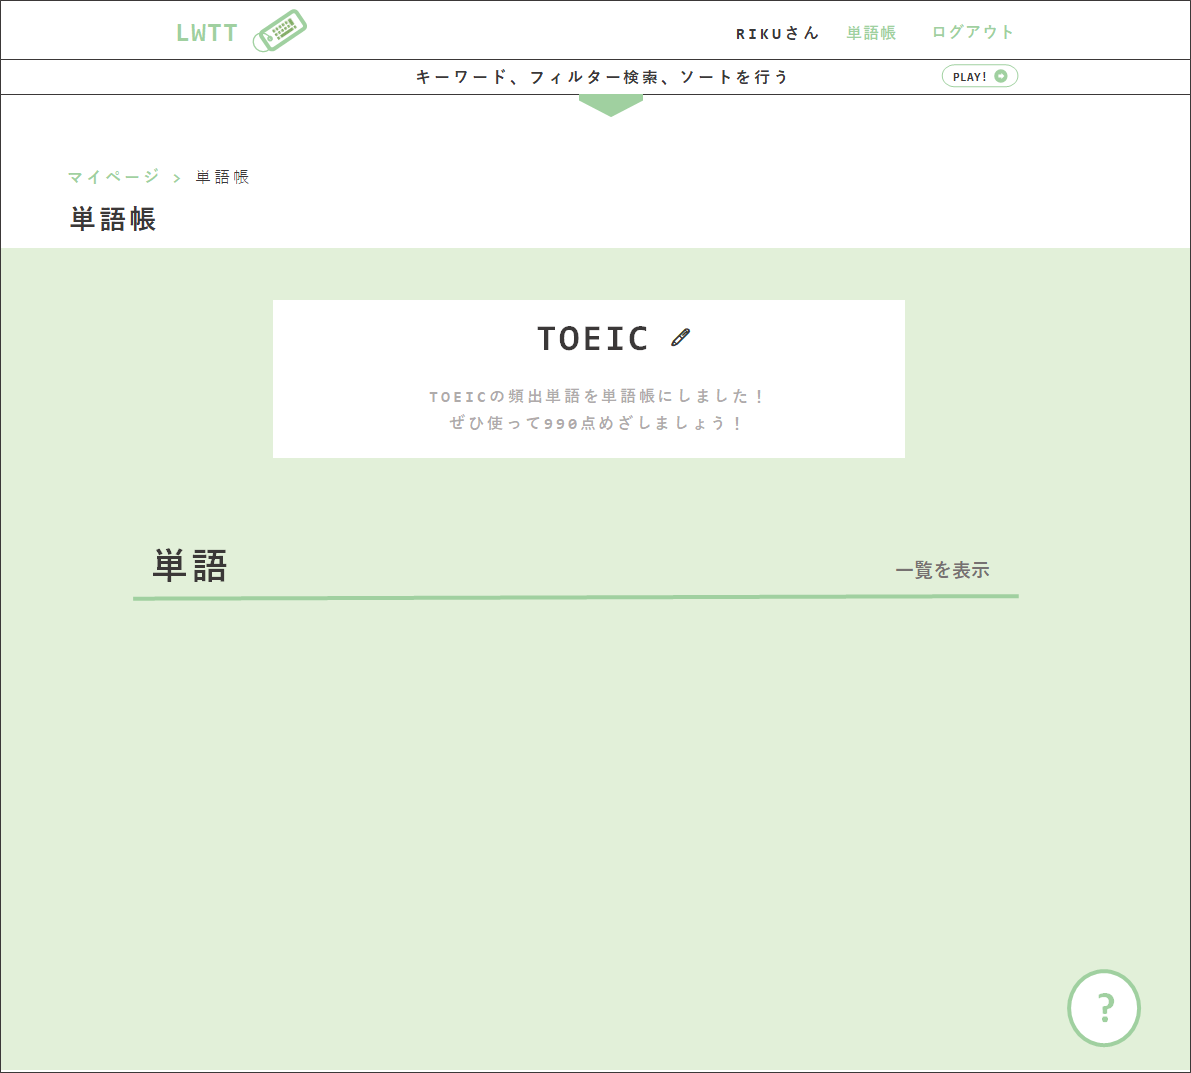 LWTT
RIKUさん 単語帳 ログアウト
キーワード、フィルター検索、ソートを行う
PLAY!
マイページ > 単語帳
単語帳
TOEIC
TOEICの頻出単語を単語帳にしました！
ぜひ使って990点めざしましょう！
単語
一覧を表示
?